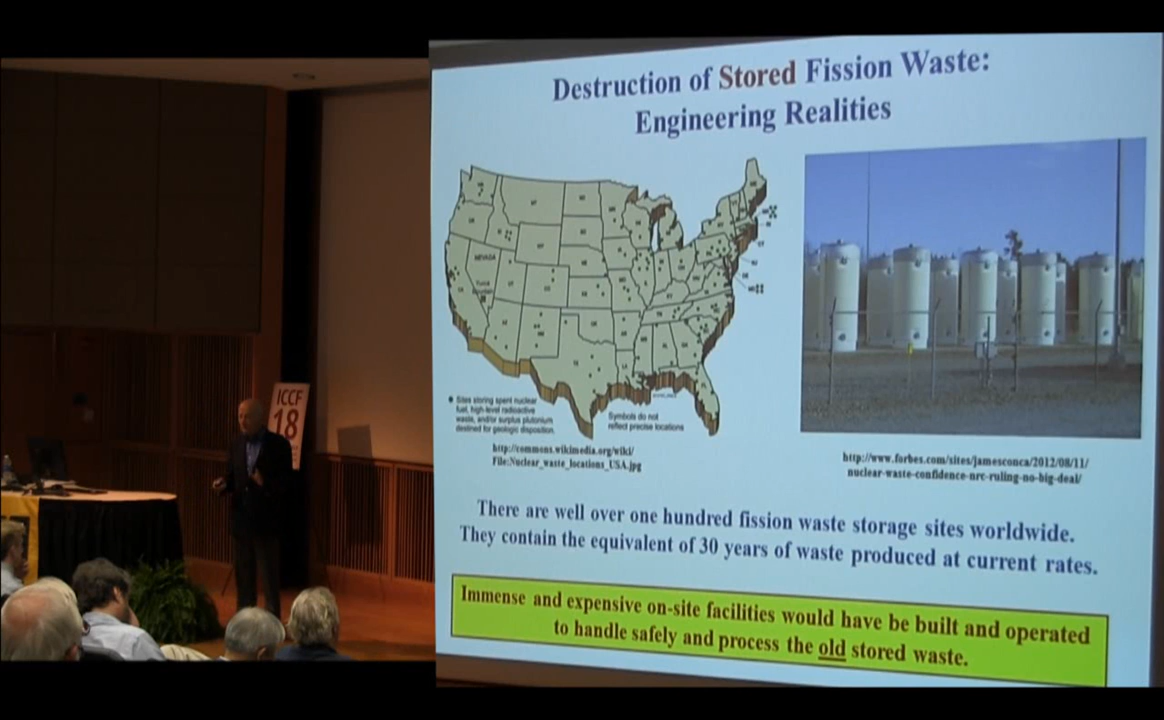 Destruction of Stored Fission Waste:
Engineering Realities
NEVADA
Sites storing spent nuclear
fuel, high-level radioactive
waste, and/or surplus plutonium
destined for geologic disposition.
Symbols do not
reflect precise locations
http://commons.wikimedia.org/wiki/
File:Nuclear_waste_locations_USA.jpg
http://www.forbes.com/sites/jamesconca/2012/08/11/
nuclear-waste-confidence-nrc-ruling-no-big-deal/
ICCF
18
There are well over one hundred fission waste storage sites worldwide.
They contain the equivalent of 30 years of waste produced at current rates.
Immense and expensive on-site facilities would have be built and operated
to handle safely and process the old stored waste.